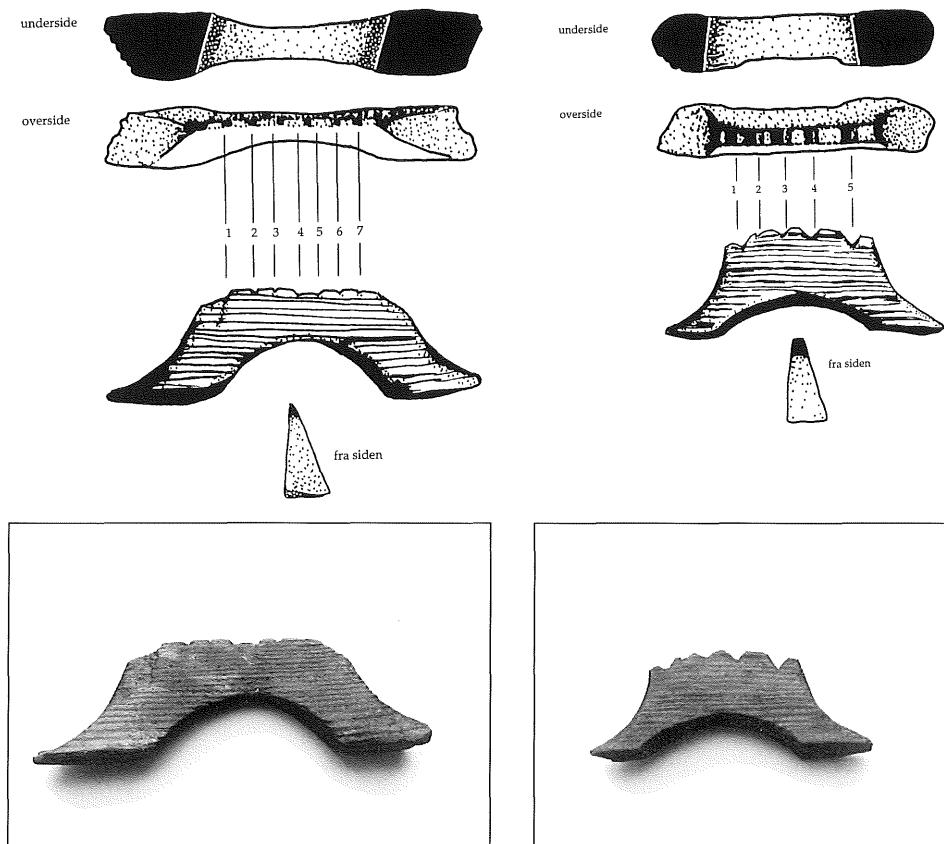 underside
overside
1 2 3 4 5 6 7
fra siden
underside
overside
1 2 3 4 5
fra siden